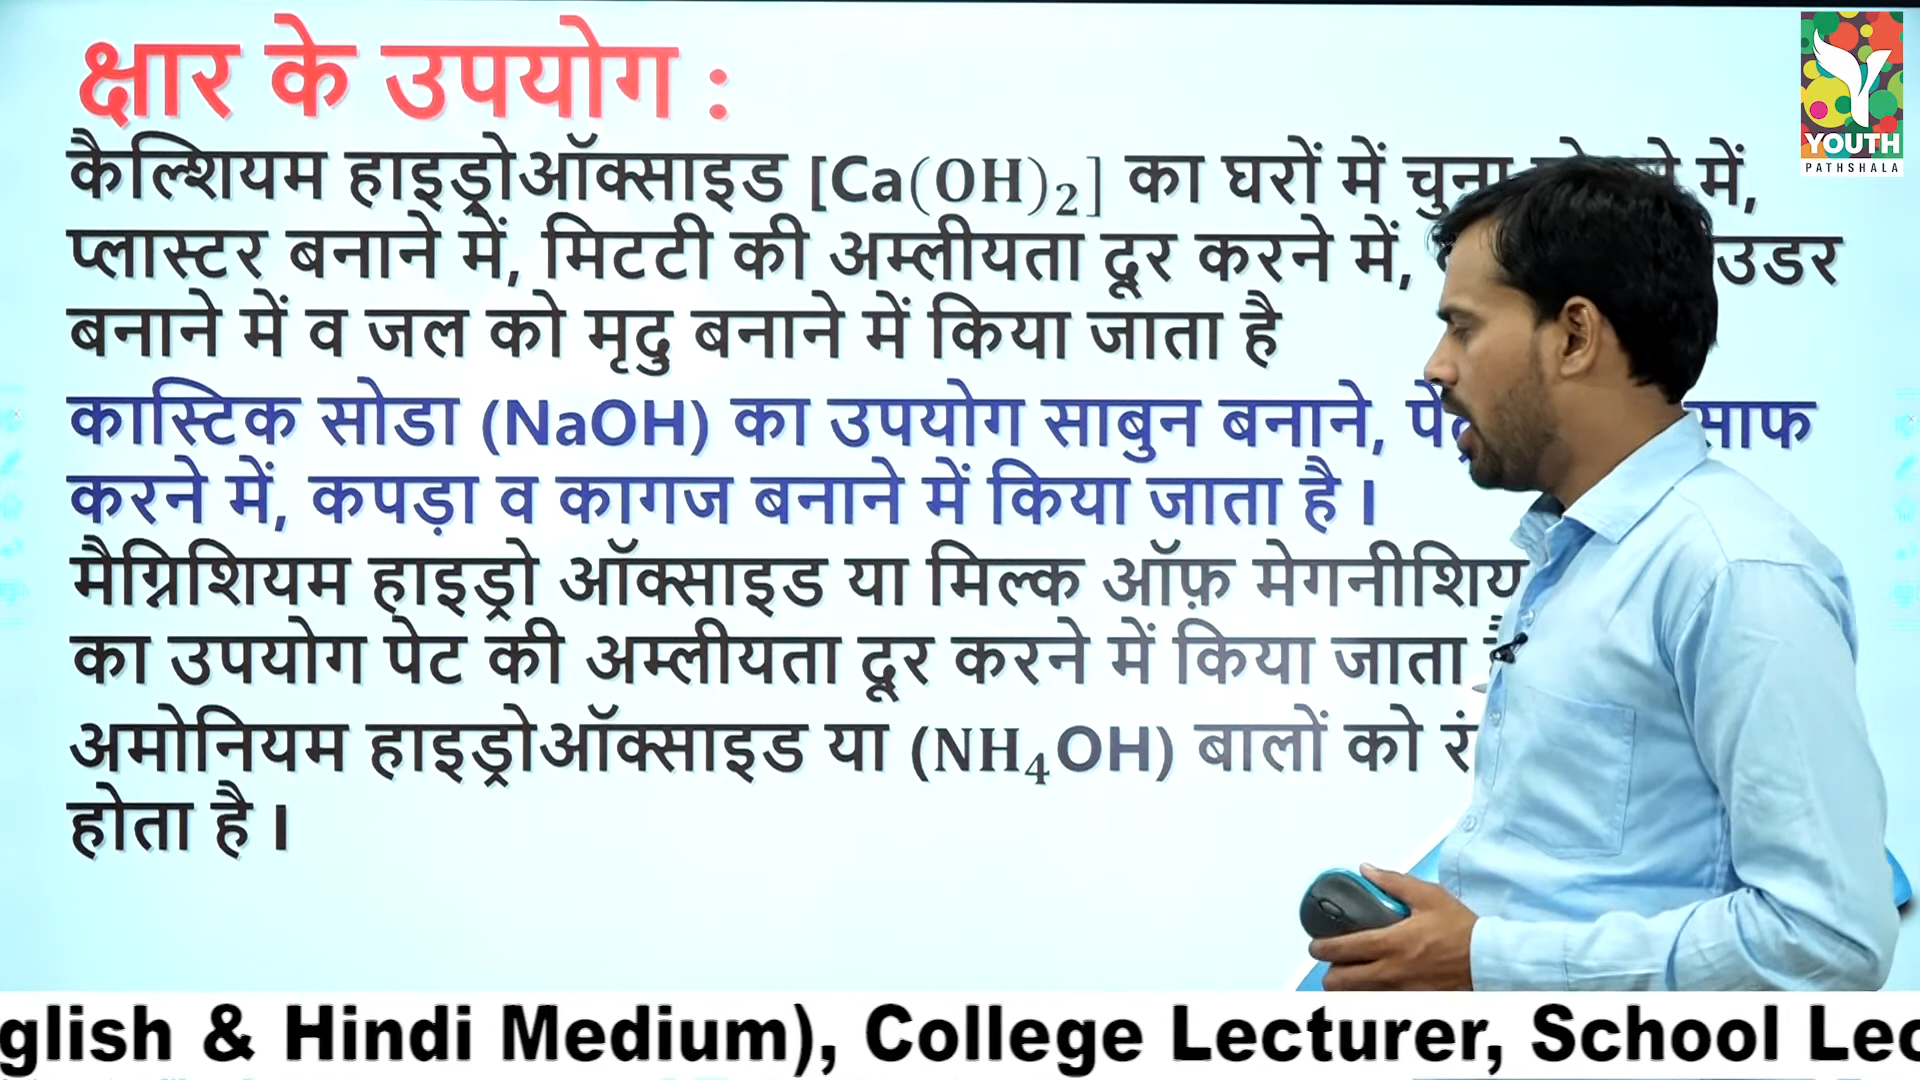 क्षार के उपयोग :
कैल्शियम हाइड्रोऑक्साइड [Ca(OH)₂] का घरों में चुना में,
प्लास्टर बनाने में, मिटटी की अम्लीयता दूर करने में,
बनाने में व जल को मृदु बनाने में किया जाता है
कास्टिक सोडा (NaOH) का उपयोग साबुन बनाने, साफ
करने में, कपड़ा व कागज बनाने में किया जाता है I
मैग्निशियम हाइड्रो ऑक्साइड या मिल्क ऑफ़
का उपयोग पेट की अम्लीयता दूर करने में किया जाता
अमोनियम हाइड्रोऑक्साइड या (NH₄OH) बालों को
होता है I
YOUTH
PATHSHALA
glish & Hindi Medium), College Lecturer, School Lec